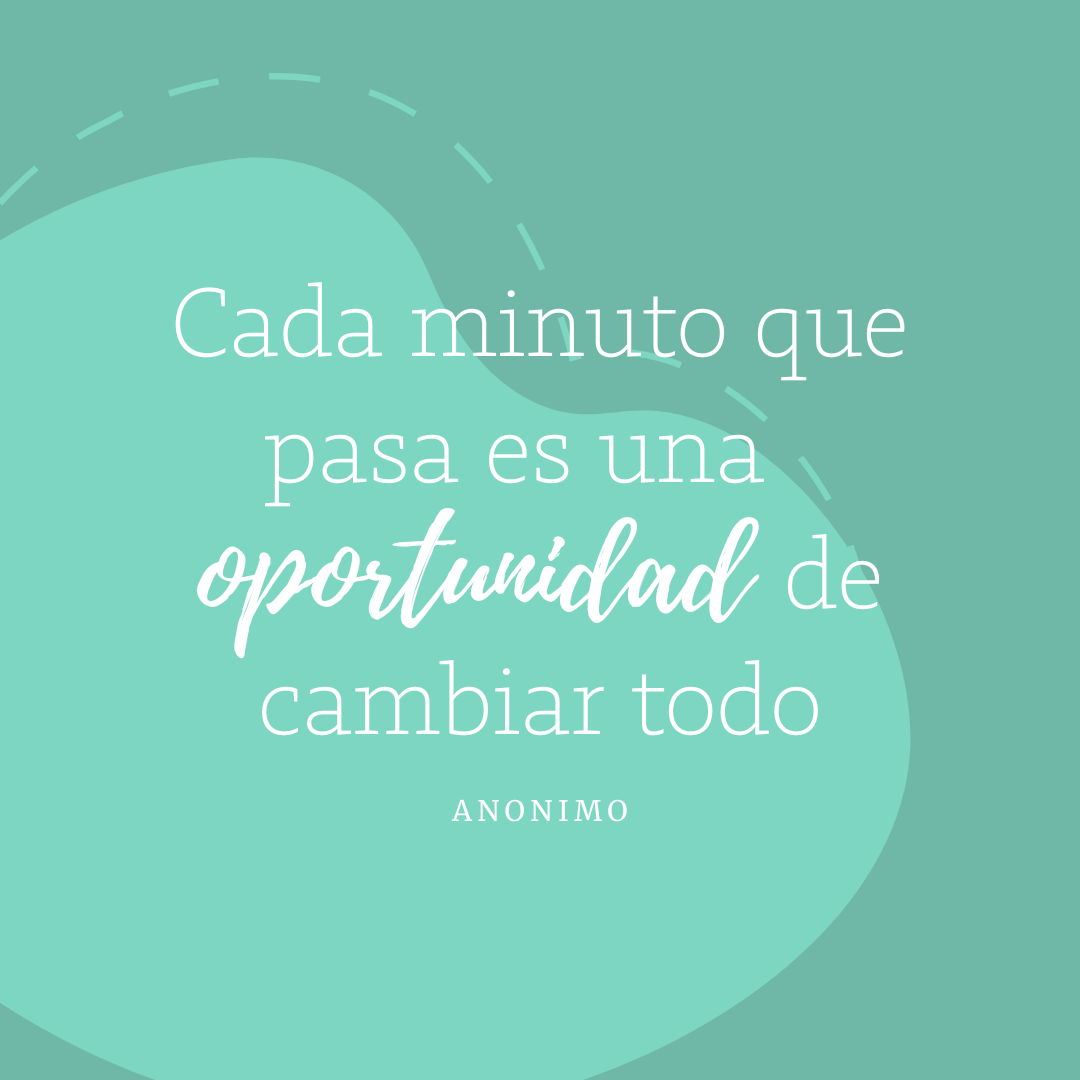 Cada minuto que
pasa es una
oportunidad de
cambiar todo
ANONIMO